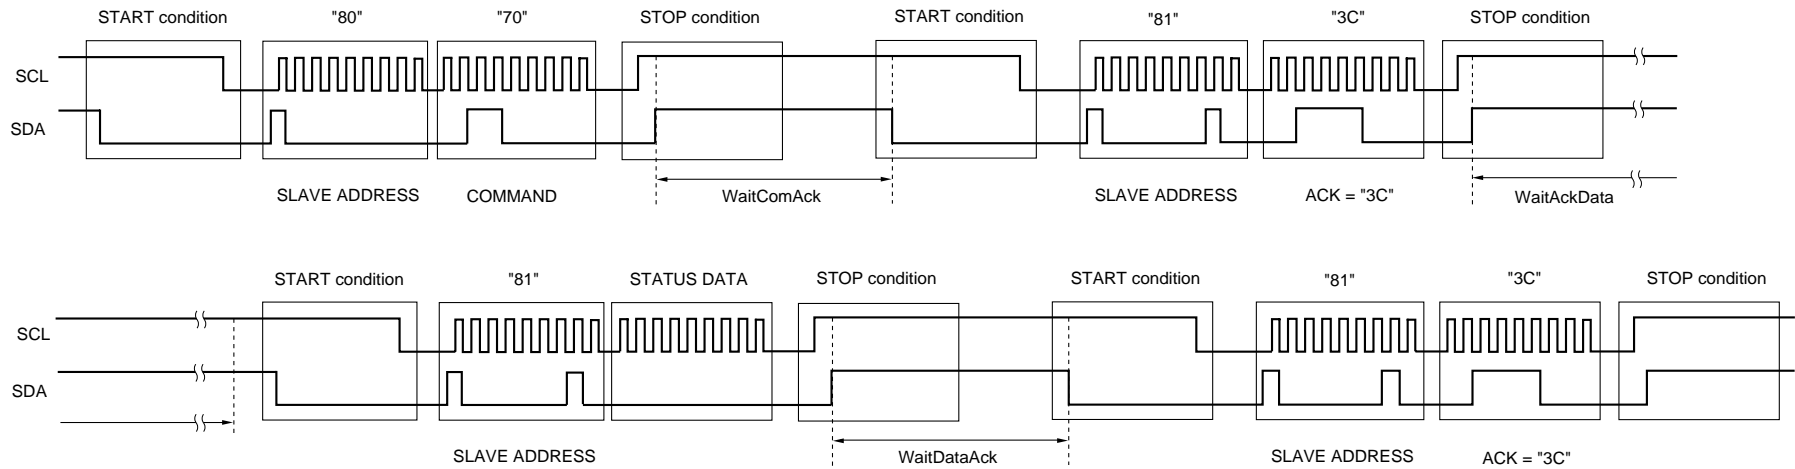 START condition "80" "70" STOP condition START condition "81" "3C" STOP condition
SCL
SDA
SLAVE ADDRESS COMMAND WaitComAck SLAVE ADDRESS ACK = "3C" WaitAckData
START condition "81" STATUS DATA STOP condition START condition "81" "3C" STOP condition
SCL
SDA
SLAVE ADDRESS WaitDataAck SLAVE ADDRESS ACK = "3C"